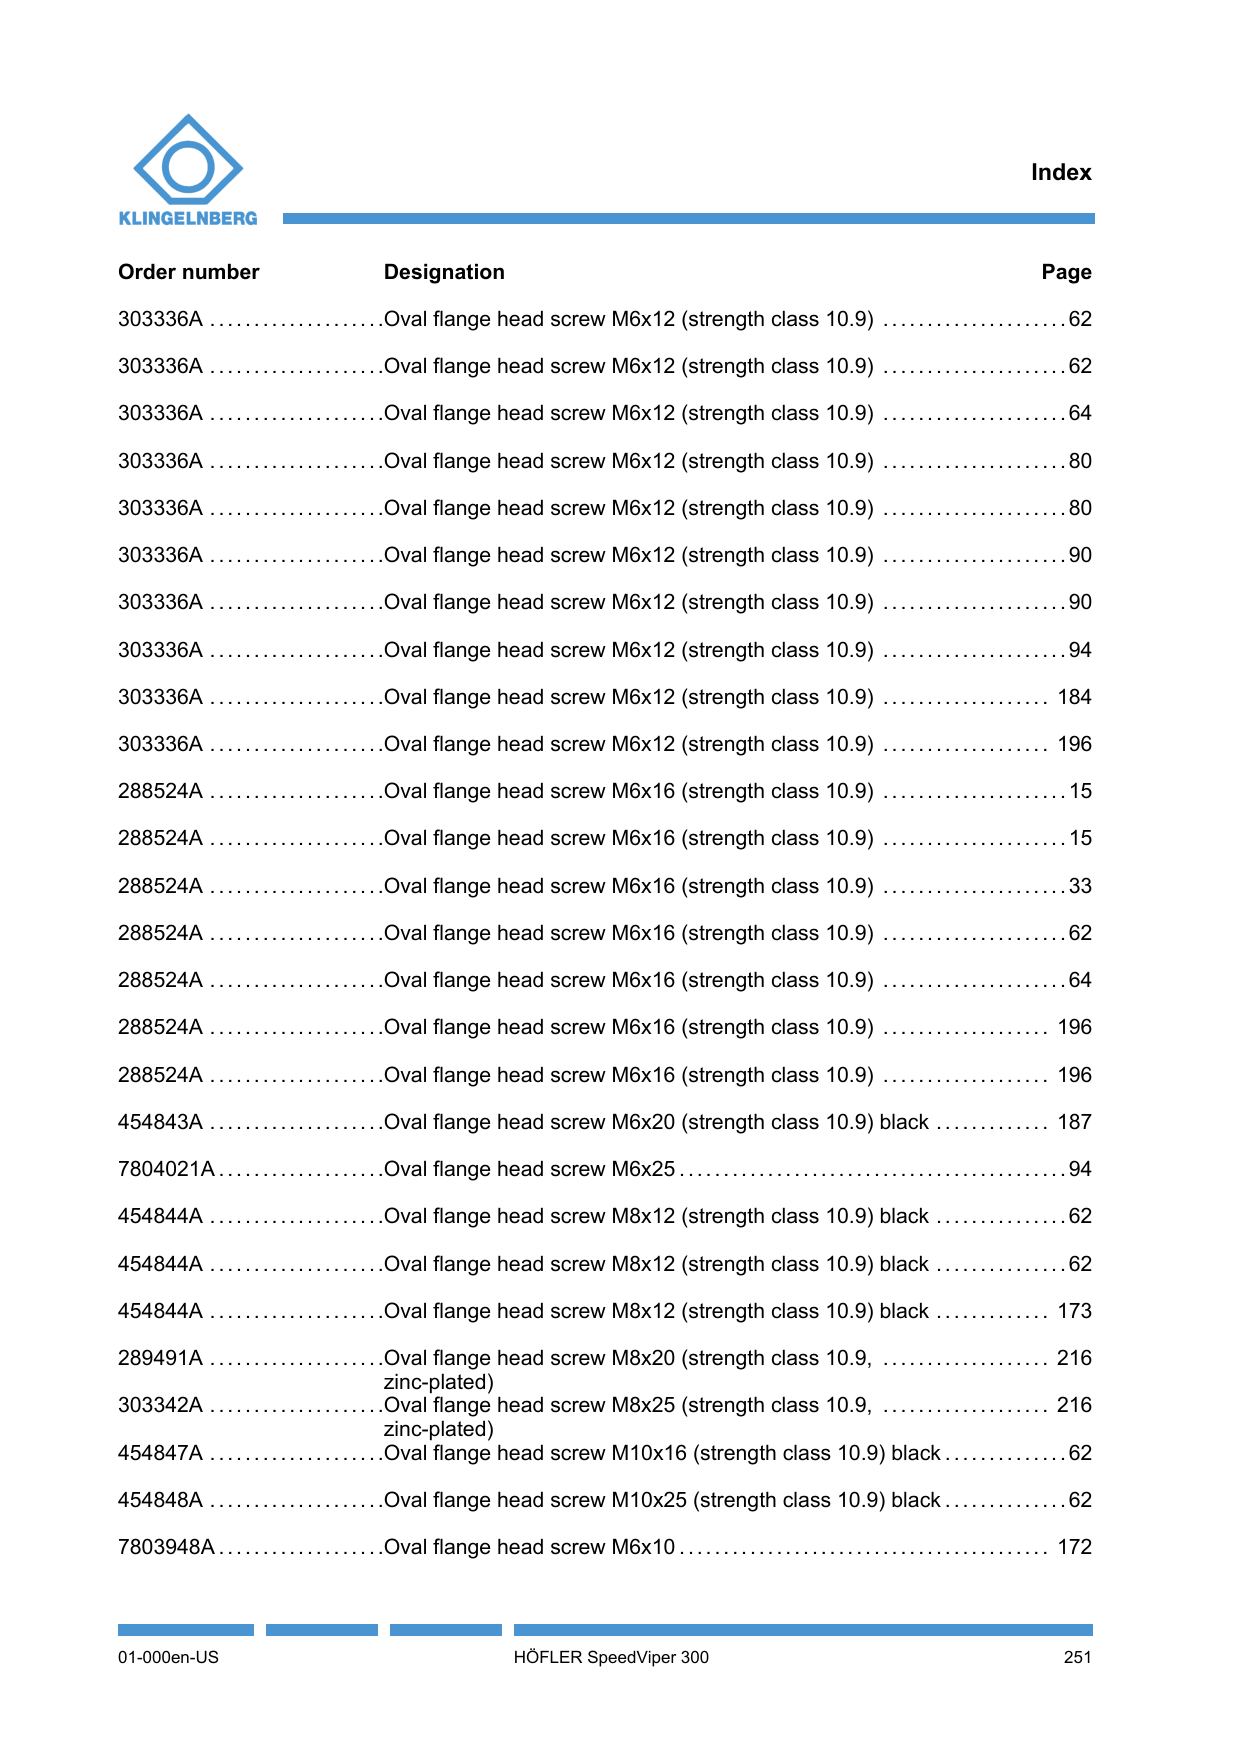 KLINGELNBERG
Index
Order number Designation Page
303336A ....................Oval flange head screw M6x12 (strength class 10.9) .....................62
303336A ....................Oval flange head screw M6x12 (strength class 10.9) .....................62
303336A ....................Oval flange head screw M6x12 (strength class 10.9) .....................64
303336A ....................Oval flange head screw M6x12 (strength class 10.9) .....................80
303336A ....................Oval flange head screw M6x12 (strength class 10.9) .....................80
303336A ....................Oval flange head screw M6x12 (strength class 10.9) .....................90
303336A ....................Oval flange head screw M6x12 (strength class 10.9) .....................90
303336A ....................Oval flange head screw M6x12 (strength class 10.9) .....................94
303336A ....................Oval flange head screw M6x12 (strength class 10.9) ................... 184
303336A ....................Oval flange head screw M6x12 (strength class 10.9) ................... 196
288524A ....................Oval flange head screw M6x16 (strength class 10.9) .....................15
288524A ....................Oval flange head screw M6x16 (strength class 10.9) .....................15
288524A ....................Oval flange head screw M6x16 (strength class 10.9) .....................33
288524A ....................Oval flange head screw M6x16 (strength class 10.9) .....................62
288524A ....................Oval flange head screw M6x16 (strength class 10.9) .....................64
288524A ....................Oval flange head screw M6x16 (strength class 10.9) ................... 196
288524A ....................Oval flange head screw M6x16 (strength class 10.9) ................... 196
454843A ....................Oval flange head screw M6x20 (strength class 10.9) black ............. 187
7804021A...................Oval flange head screw M6x25............................................94
454844A ....................Oval flange head screw M8x12 (strength class 10.9) black ...............62
454844A ....................Oval flange head screw M8x12 (strength class 10.9) black ...............62
454844A ....................Oval flange head screw M8x12 (strength class 10.9) black ............. 173
289491A ....................Oval flange head screw M8x20 (strength class 10.9, ................... 216
zinc-plated)
303342A ....................Oval flange head screw M8x25 (strength class 10.9, ................... 216
zinc-plated)
454847A ....................Oval flange head screw M10x16 (strength class 10.9) black..............62
454848A ....................Oval flange head screw M10x25 (strength class 10.9) black..............62
7803948A...................Oval flange head screw M6x10.......................................... 172
01-000en-US HÖFLER SpeedViper 300 251